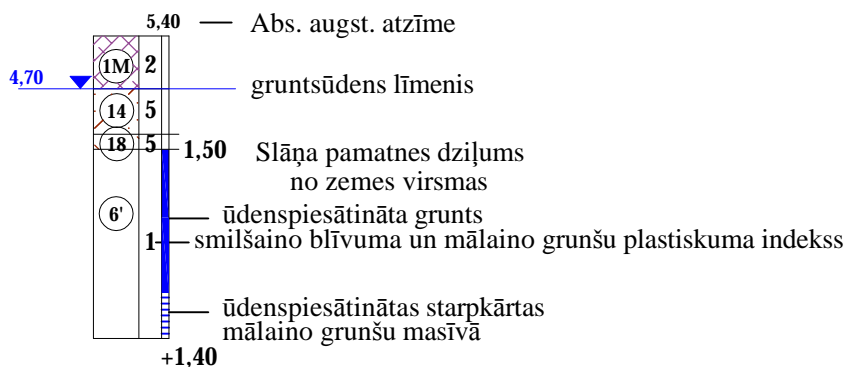 5,40 — Abs. augst. atzīme
1M 2
4,70 gruntsūdens līmenis
14 5
18 5 1,50 Slāņa pamatnes dziļums
no zemes virsmas
6' ūdenspiesātināta grunts
1 smilšaino blīvuma un mālaino grunšu plastiskuma indekss
ūdenspiesātinātas starpkārtas
mālaino grunšu masīvā
+1,40